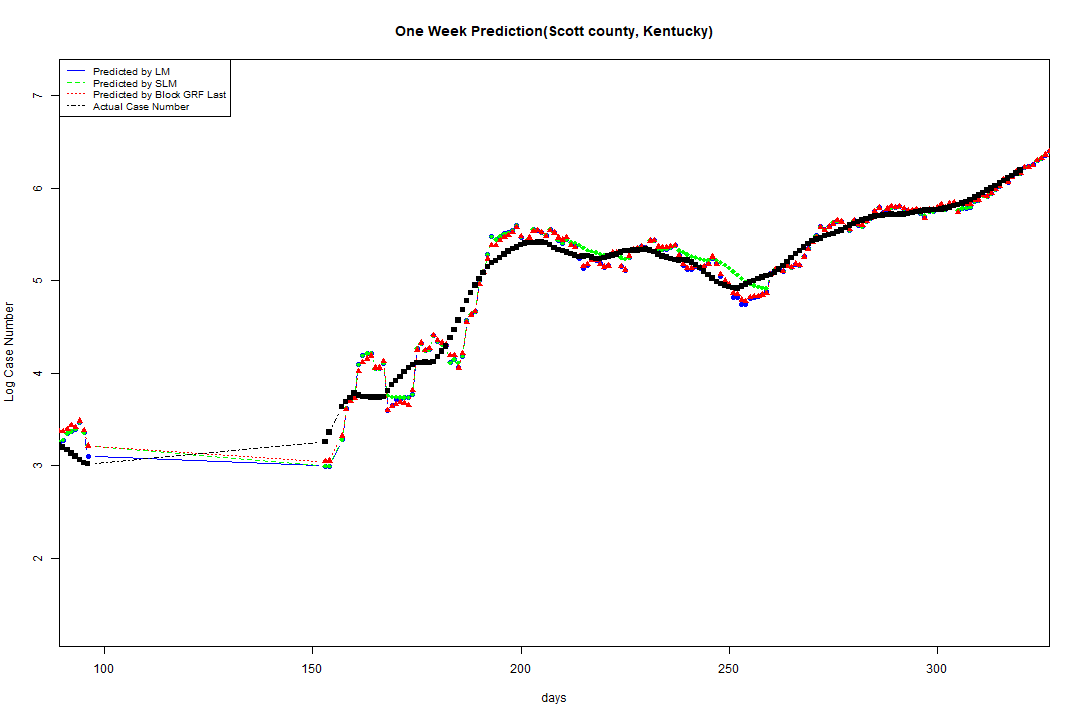 One Week Prediction(Scott county, Kentucky)
Predicted by LM
Predicted by SLM
Predicted by Block GRF Last
Actual Case Number
Log Case Number
7
6
5
4
3
2
100 150 200 250 300
days